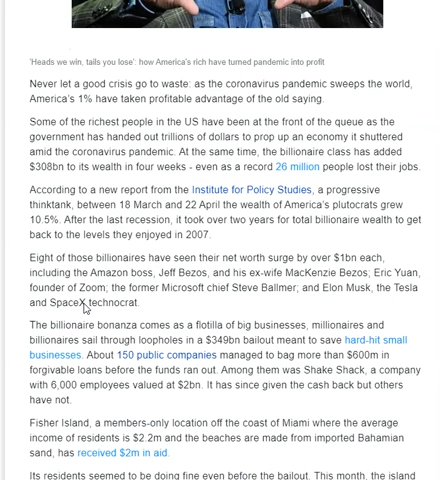 'Heads we win, tails you lose': how America's rich have turned pandemic into profit
Never let a good crisis go to waste: as the coronavirus pandemic sweeps the world,
America's 1% have taken profitable advantage of the old saying.
Some of the richest people in the US have been at the front of the queue as the
government has handed out trillions of dollars to prop up an economy it shuttered
amid the coronavirus pandemic. At the same time, the billionaire class has added
$308bn to its wealth in four weeks - even as a record 26 million people lost their jobs.
According to a new report from the Institute for Policy Studies, a progressive
thinktank, between 18 March and 22 April the wealth of America's plutocrats grew
10.5%. After the last recession, it took over two years for total billionaire wealth to get
back to the levels they enjoyed in 2007.
Eight of those billionaires have seen their net worth surge by over $1bn each,
including the Amazon boss, Jeff Bezos, and his ex-wife MacKenzie Bezos; Eric Yuan,
founder of Zoom; the former Microsoft chief Steve Ballmer; and Elon Musk, the Tesla
and SpaceX technocrat.
The billionaire bonanza comes as a flotilla of big businesses, millionaires and
billionaires sail through loopholes in a $349bn bailout meant to save hard-hit small
businesses. About 150 public companies managed to bag more than $600m in
forgivable loans before the funds ran out. Among them was Shake Shack, a company
with 6,000 employees valued at $2bn. It has since given the cash back but others
have not.
Fisher Island, a members-only location off the coast of Miami where the average
income of residents is $2.2m and the beaches are made from imported Bahamian
sand, has received $2m in aid.
Its residents seemed to be doing fine even before the bailout. This month, the island